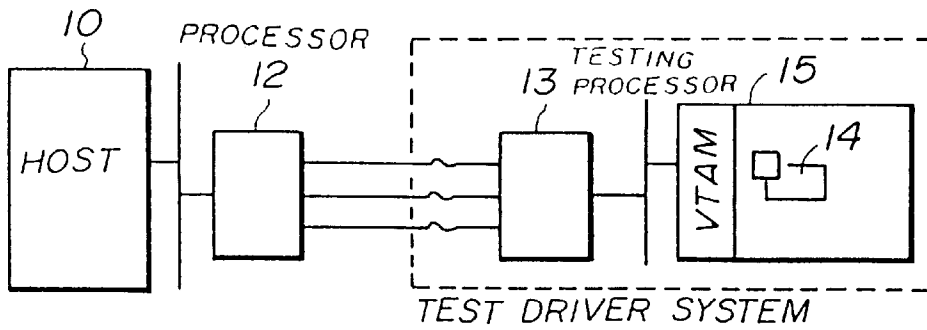 10
HOST
PROCESSOR
12
TESTING
PROCESSOR
13
15
VTAM
14
TEST DRIVER SYSTEM